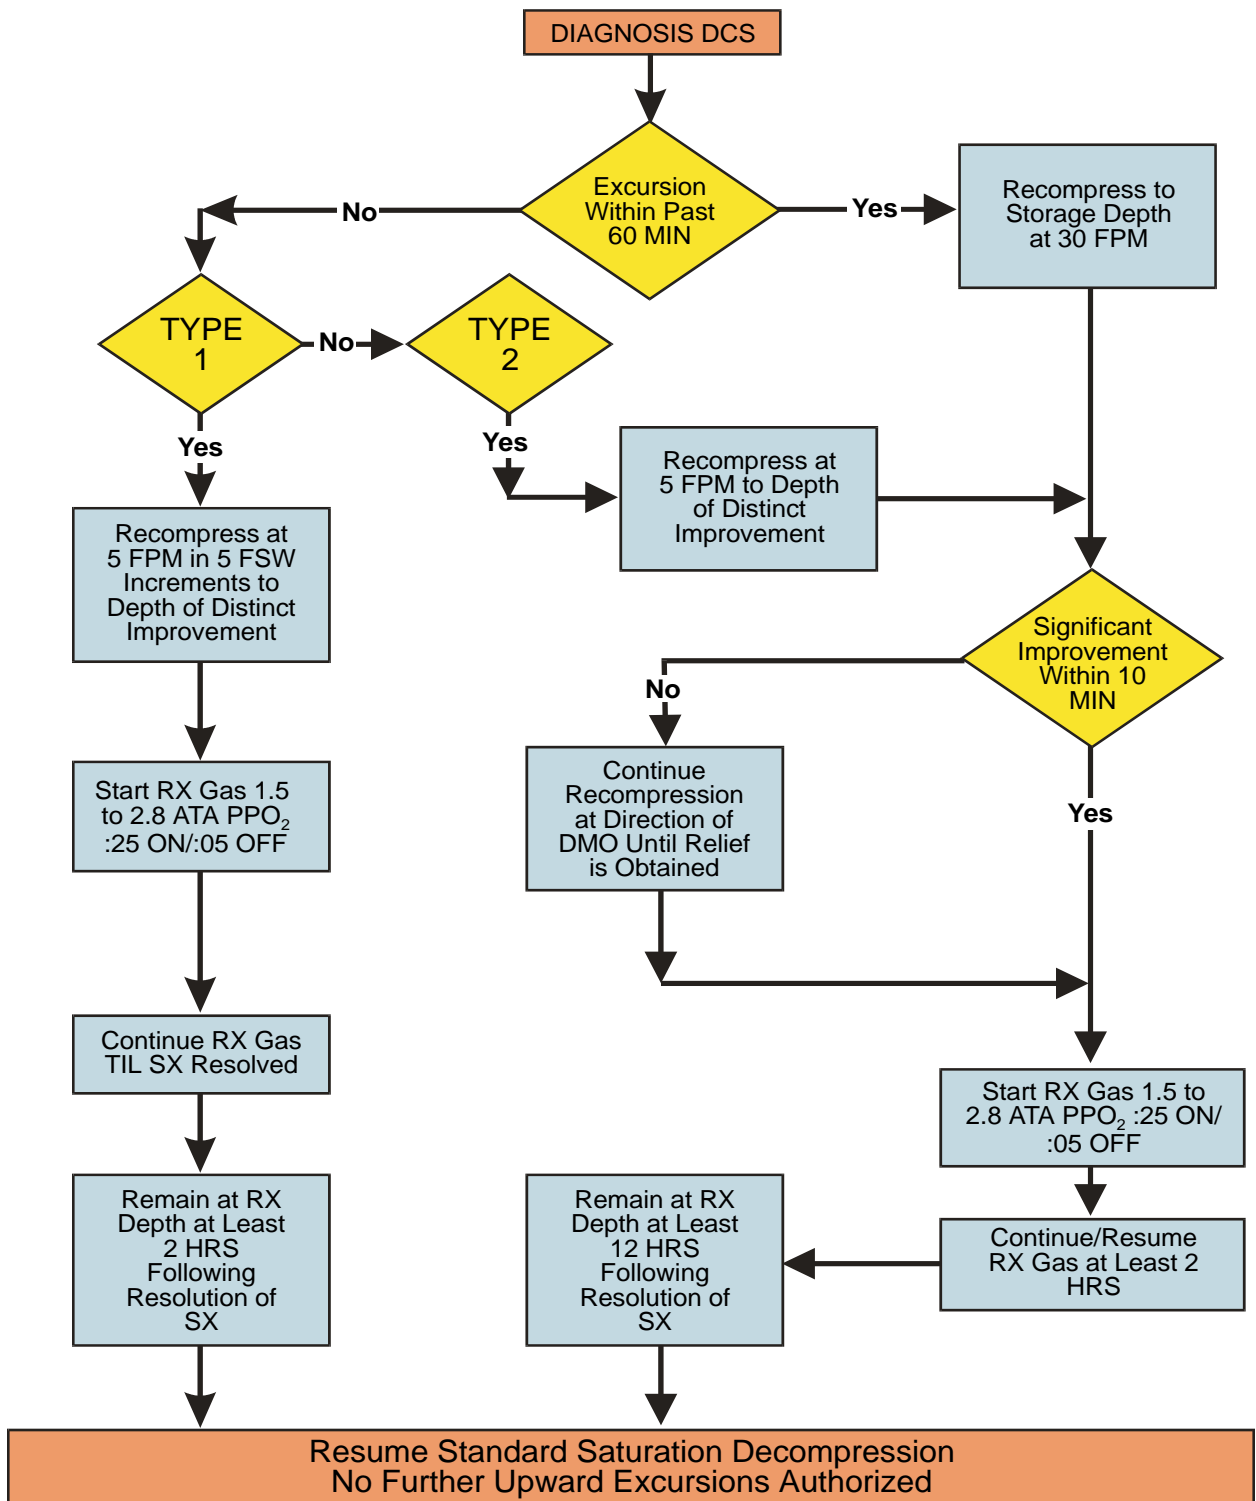 DIAGNOSIS DCS
Excursion
Within Past
60 MIN
No
Yes
Recompress to
Storage Depth
at 30 FPM
TYPE
1
No
TYPE
2
Yes
Yes
Recompress at
5 FPM to Depth
of Distinct
Improvement
Recompress at
5 FPM in 5 FSW
Increments to
Depth of Distinct
Improvement
Significant
Improvement
Within 10
MIN
No
Yes
Continue
Recompression
at Direction of
DMO Until Relief
is Obtained
Start RX Gas 1.5
to 2.8 ATA PPO₂
:25 ON/:05 OFF
Continue RX Gas
TIL SX Resolved
Start RX Gas 1.5 to
2.8 ATA PPO₂ :25 ON/
:05 OFF
Remain at RX
Depth at Least
2 HRS
Following
Resolution of
SX
Remain at RX
Depth at Least
12 HRS
Following
Resolution of
SX
Continue/Resume
RX Gas at Least 2
HRS
Resume Standard Saturation Decompression
No Further Upward Excursions Authorized